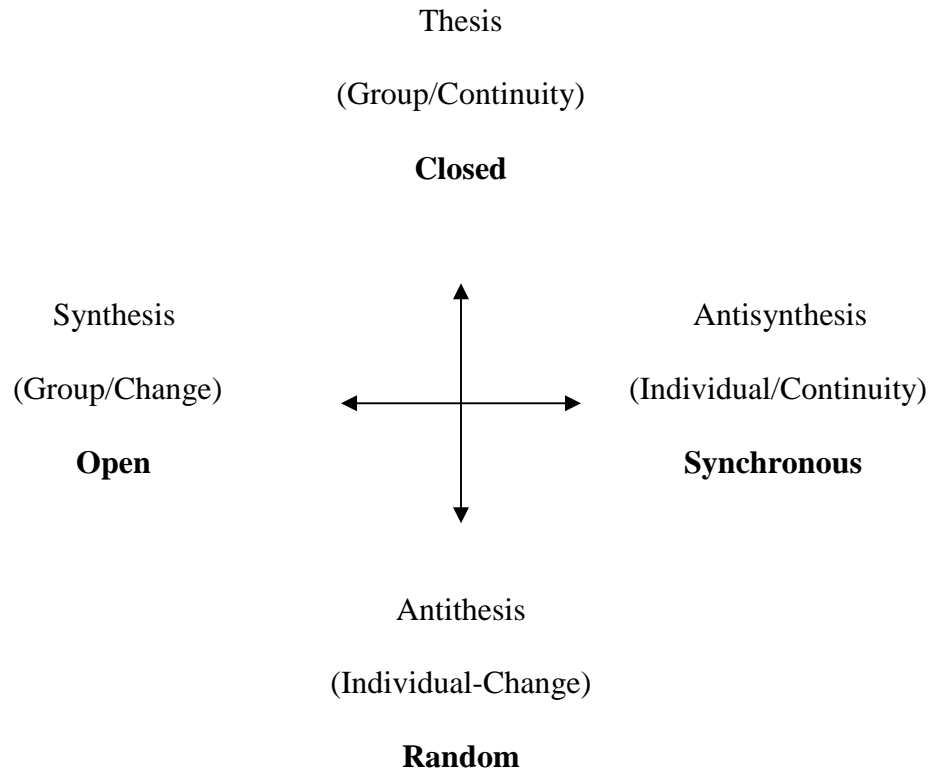 Thesis
(Group/Continuity)
Closed
Synthesis
(Group/Change)
Open
Antisynthesis
(Individual/Continuity)
Synchronous
Antithesis
(Individual-Change)
Random